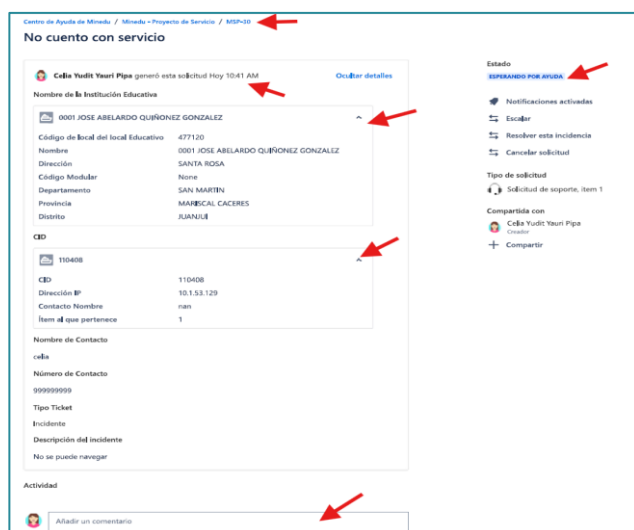 Centro de Ayuda de Minedu / Minedu - Proyecto de Servicio / MSP-30
No cuento con servicio
Celia Yudit Yauri Pipa generó esta solicitud Hoy 10:41 AM
Ocultar detalles
Nombre de la Institución Educativa
0001 JOSE ABELARDO QUIÑONEZ GONZALEZ
Código de local del local Educativo 477120
Nombre 0001 JOSE ABELARDO QUIÑONEZ GONZALEZ
Dirección SANTA ROSA
Código Modular None
Departamento SAN MARTIN
Provincia MARISCAL CACERES
Distrito JUANJUI
CID
110408
CID 110408
Dirección IP 10.1.53.129
Contacto Nombre nan
Ítem al que pertenece 1
Nombre de Contacto
celia
Número de Contacto
999999999
Tipo Ticket
Incidente
Descripción del incidente
No se puede navegar
Actividad
Añadir un comentario
Estado
ESPERANDO POR AYUDA
Notificaciones activadas
Escalar
Resolver esta incidencia
Cancelar solicitud
Tipo de solicitud
Solicitud de soporte, item 1
Compartida con
Celia Yudit Yauri Pipa
Creador
Compartir